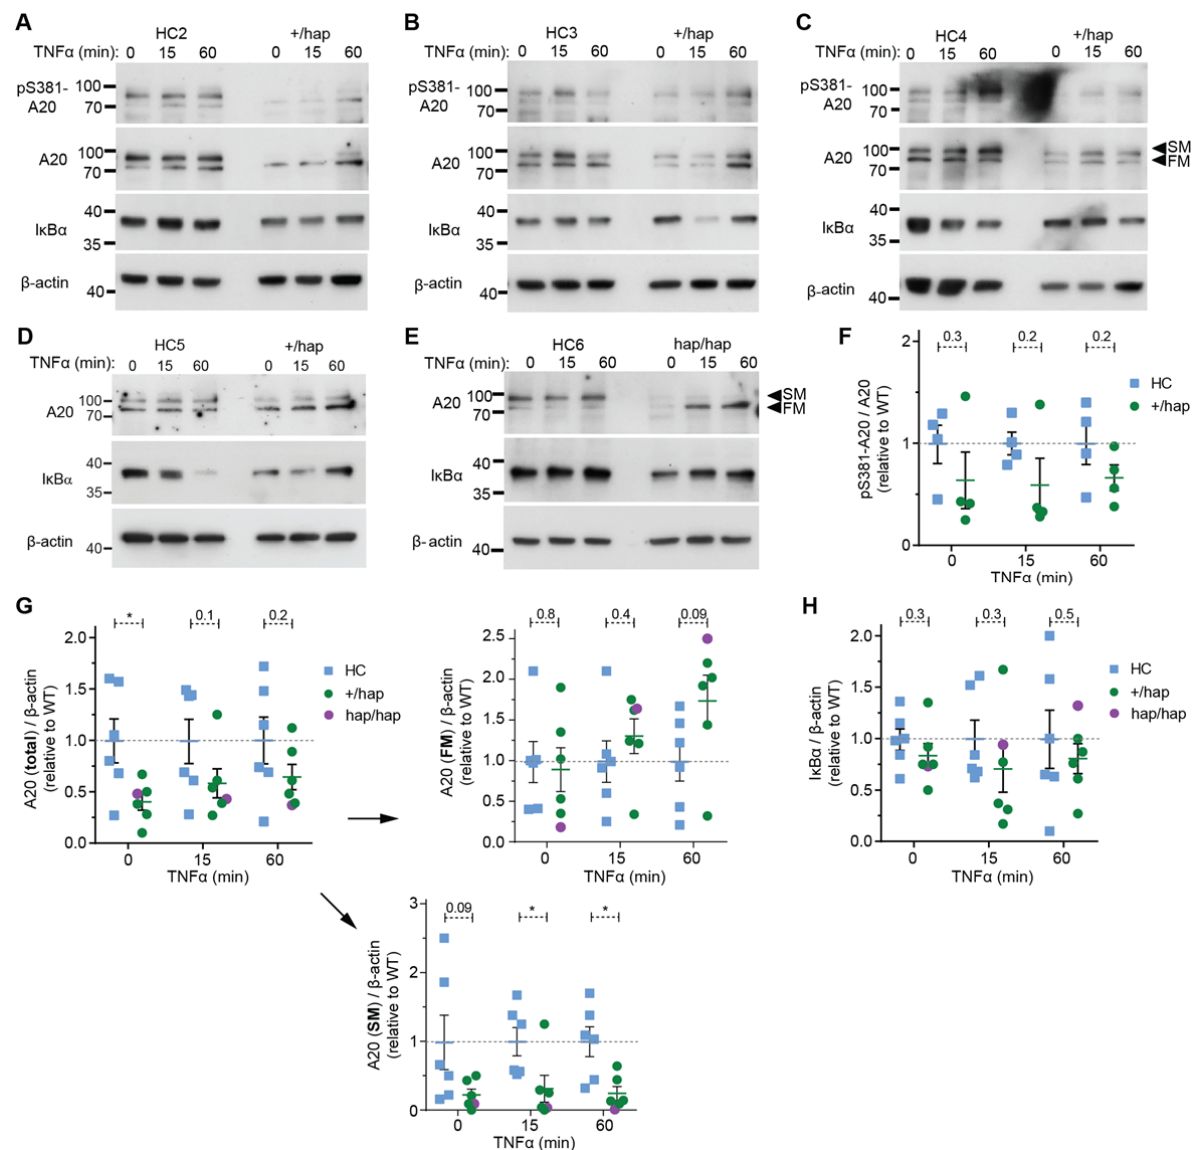 A
HC2 +/hap
TNFα (min): 0 15 60 0 15 60
pS381-
A20
100
70
A20
100
70
IκBα
40
35
β-actin
40
B
HC3 +/hap
TNFα (min): 0 15 60 0 15 60
pS381-
A20
100
70
A20
100
70
IκBα
40
35
β-actin
40
C
HC4 +/hap
TNFα (min): 0 15 60 0 15 60
pS381-
A20
100
70
A20
100
70
SM
FM
IκBα
40
35
β-actin
40
D
HC5 +/hap
TNFα (min): 0 15 60 0 15 60
A20
100
70
IκBα
40
35
β-actin
40
E
HC6 hap/hap
TNFα (min): 0 15 60 0 15 60
A20
100
70
SM
FM
IκBα
40
35
β-actin
40
F
0.3 0.2 0.2
2
1
0
pS381-A20 / A20
(relative to WT)
0 15 60
TNFα (min)
HC
+/hap
G
* 0.1 0.2
2.0
1.5
1.0
0.5
0.0
A20 (total) / β-actin
(relative to WT)
0 15 60
TNFα (min)
HC
+/hap
hap/hap
0.8 0.4 0.09
2.5
2.0
1.5
1.0
0.5
0.0
A20 (FM) / β-actin
(relative to WT)
0 15 60
TNFα (min)
0.09 * *
3
2
1
0
A20 (SM) / β-actin
(relative to WT)
0 15 60
TNFα (min)
H
0.3 0.3 0.5
2.0
1.5
1.0
0.5
0.0
IκBα / β-actin
(relative to WT)
0 15 60
TNFα (min)
HC
+/hap
hap/hap